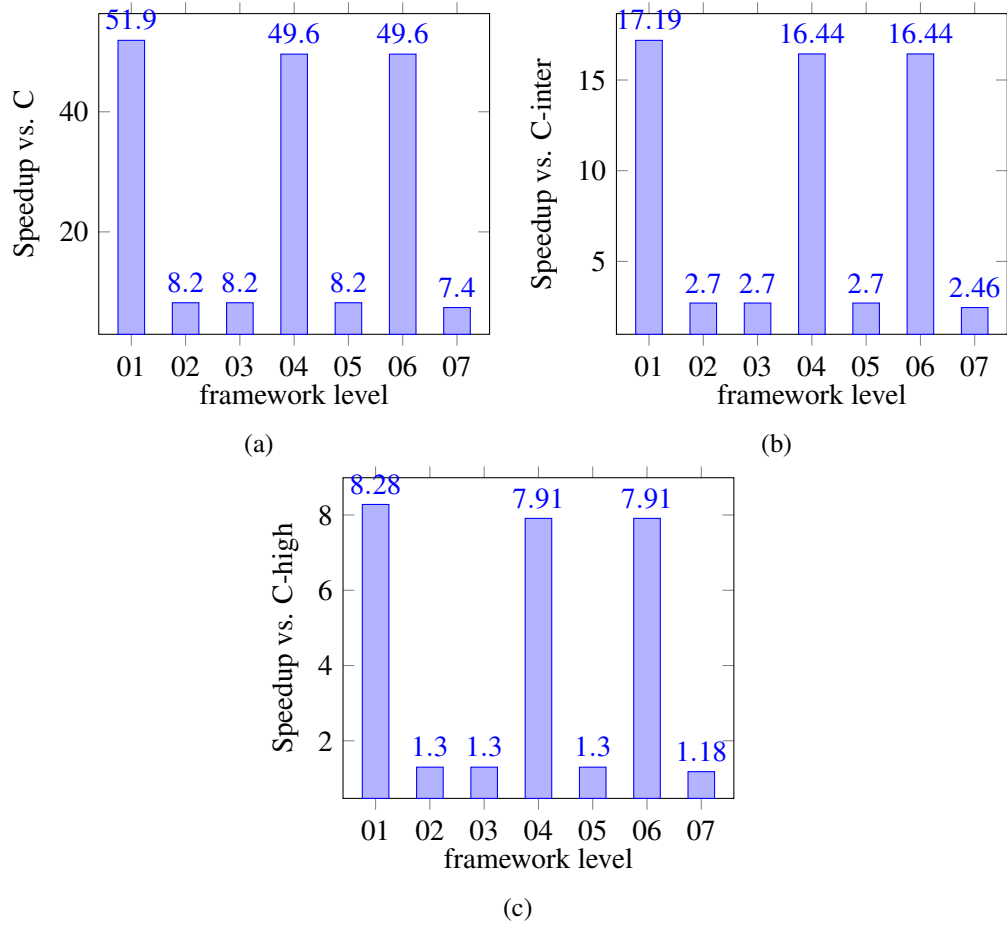 Speedup vs. C
40
20
51.9
8.2
8.2
49.6
8.2
49.6
7.4
01 02 03 04 05 06 07
framework level
(a)
Speedup vs. C-inter
15
10
5
17.19
2.7
2.7
16.44
2.7
16.44
2.46
01 02 03 04 05 06 07
framework level
(b)
Speedup vs. C-high
8
6
4
2
8.28
1.3
1.3
7.91
1.3
7.91
1.18
01 02 03 04 05 06 07
framework level
(c)